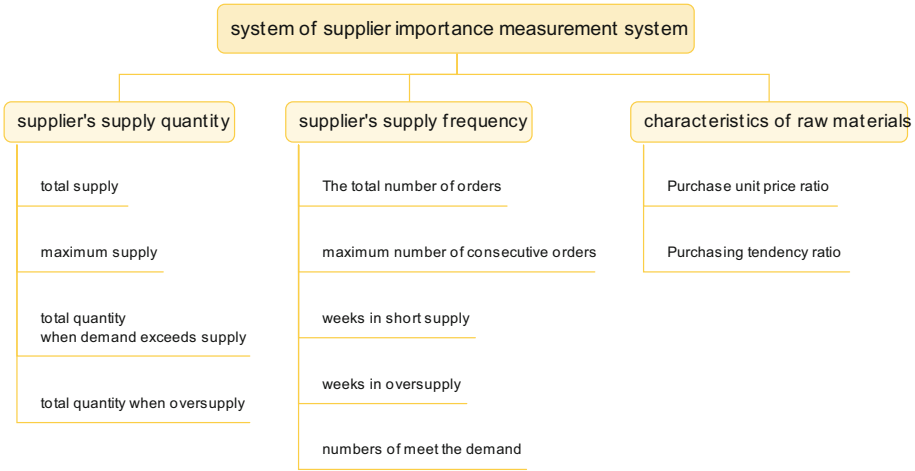 system of supplier importance measurement system
supplier's supply quantity
total supply
maximum supply
total quantity
when demand exceeds supply
total quantity when oversupply
supplier's supply frequency
The total number of orders
maximum number of consecutive orders
weeks in short supply
weeks in oversupply
numbers of meet the demand
characteristics of raw materials
Purchase unit price ratio
Purchasing tendency ratio